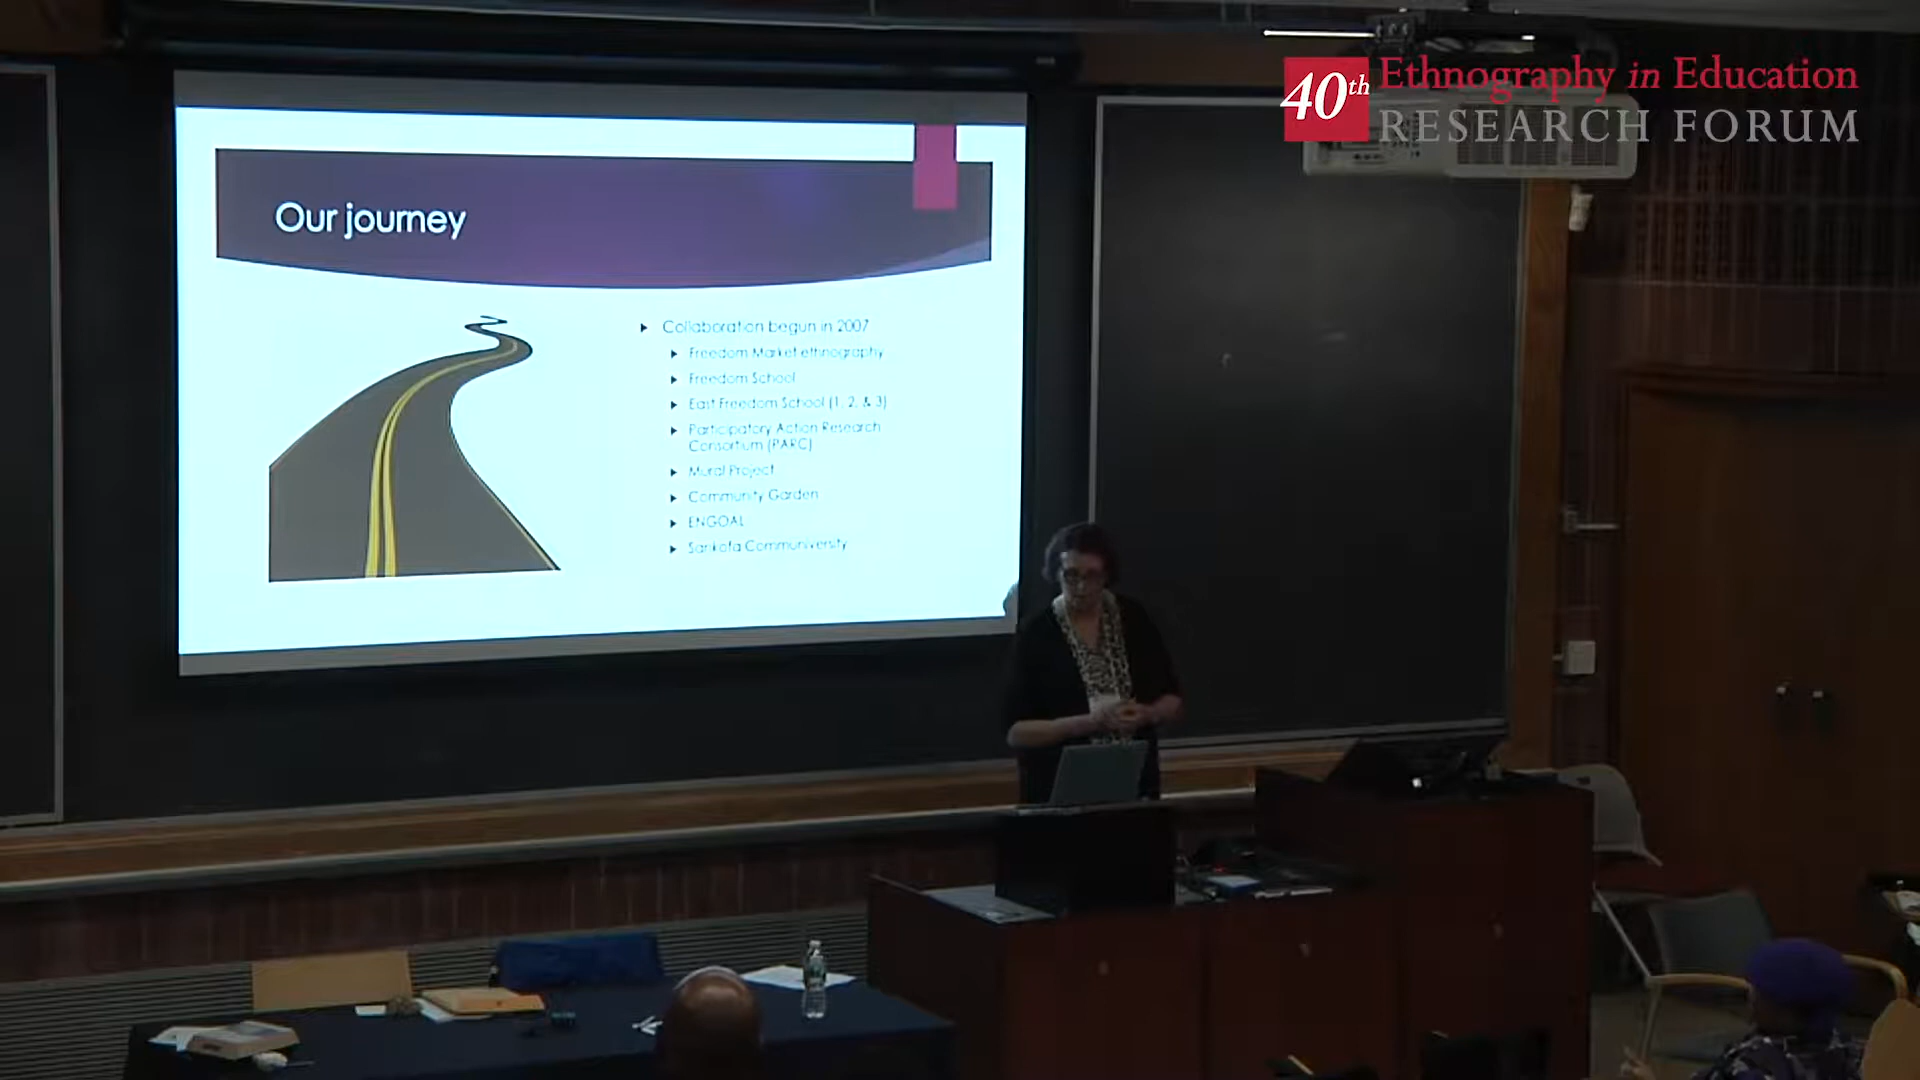 40th Ethnography in Education
RESEARCH FORUM
Our journey
Collaboration begun in 2007
Freedom Market ethnography
Freedom School
East Freedom School (1, 2, & 3)
Participatory Action Research
Consortium (PARC)
Mural Project
Community Garden
ENGOAL
Sankofa Communiversity